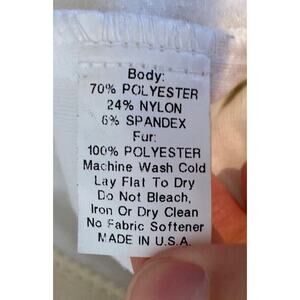 Body:
70% POLYESTER
24% NYLON
6% SPANDEX
Fur:
100% POLYESTER
Machine Wash Cold
Lay Flat To Dry
Do Not Bleach,
Iron Or Dry Clean
No Fabric Softener
MADE IN U.S.A.